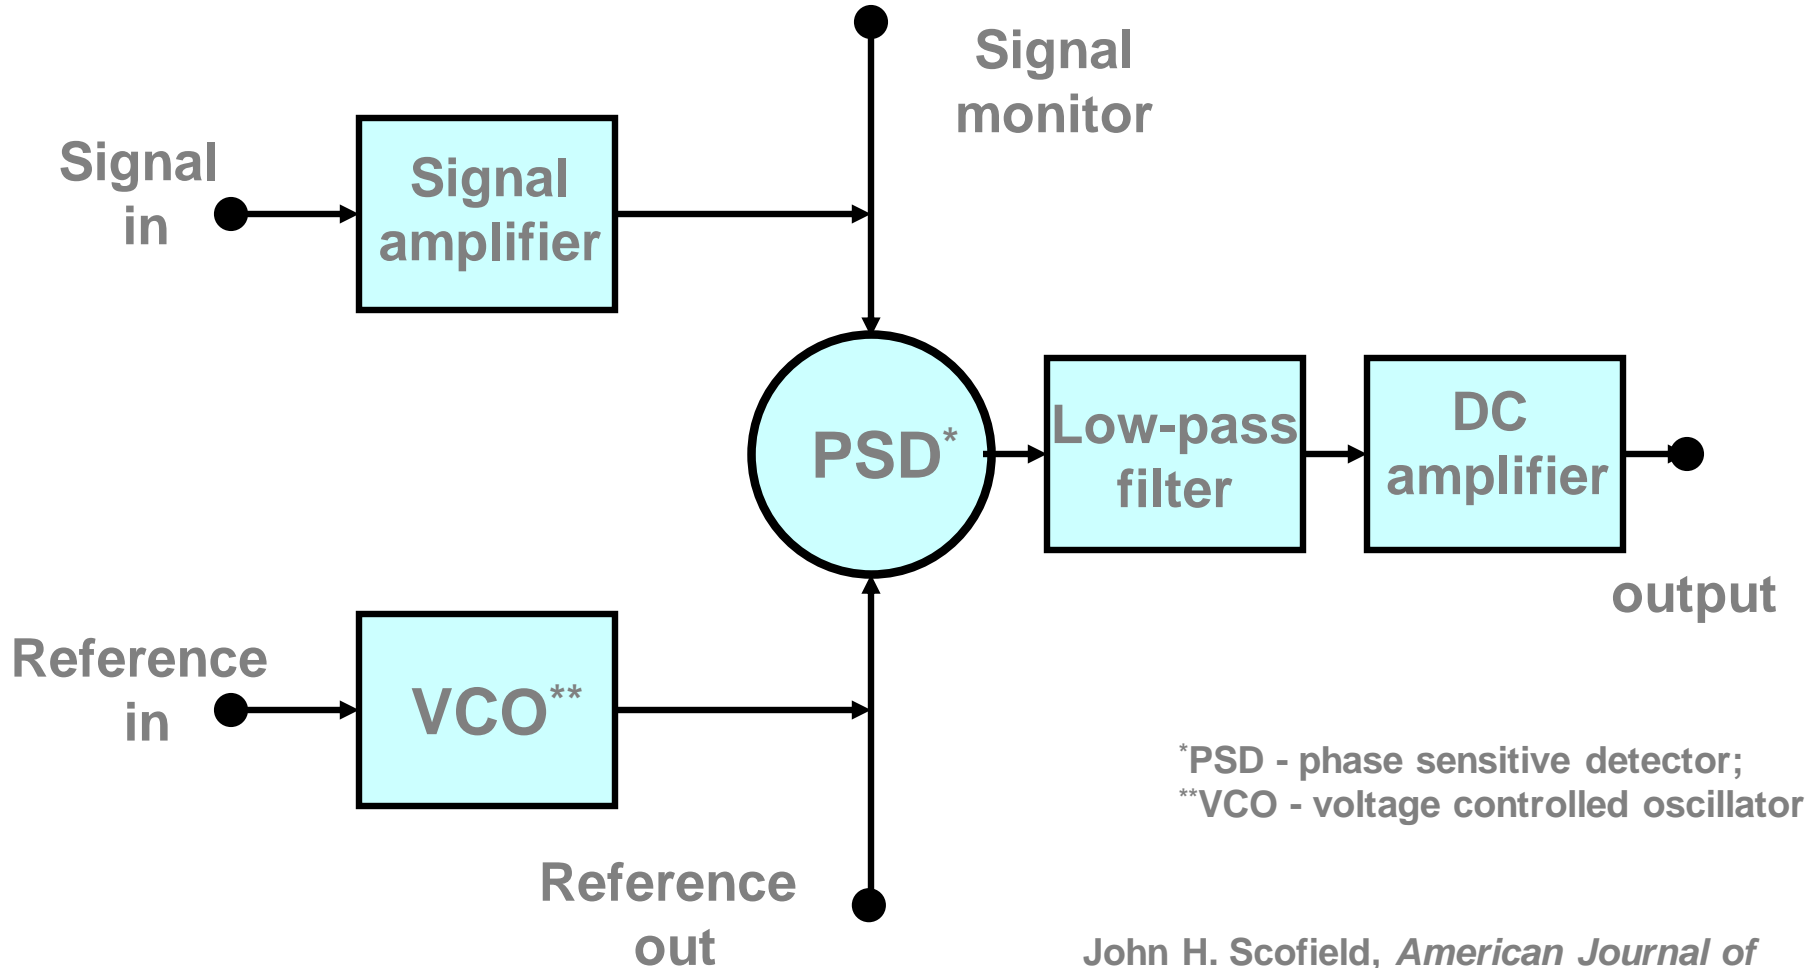 Signal
monitor
Signal
in
Signal
amplifier
PSD*
Low-pass
filter
DC
amplifier
output
Reference
in
VCO**
*PSD - phase sensitive detector;
**VCO - voltage controlled oscillator
Reference
out
John H. Scofield, American Journal of